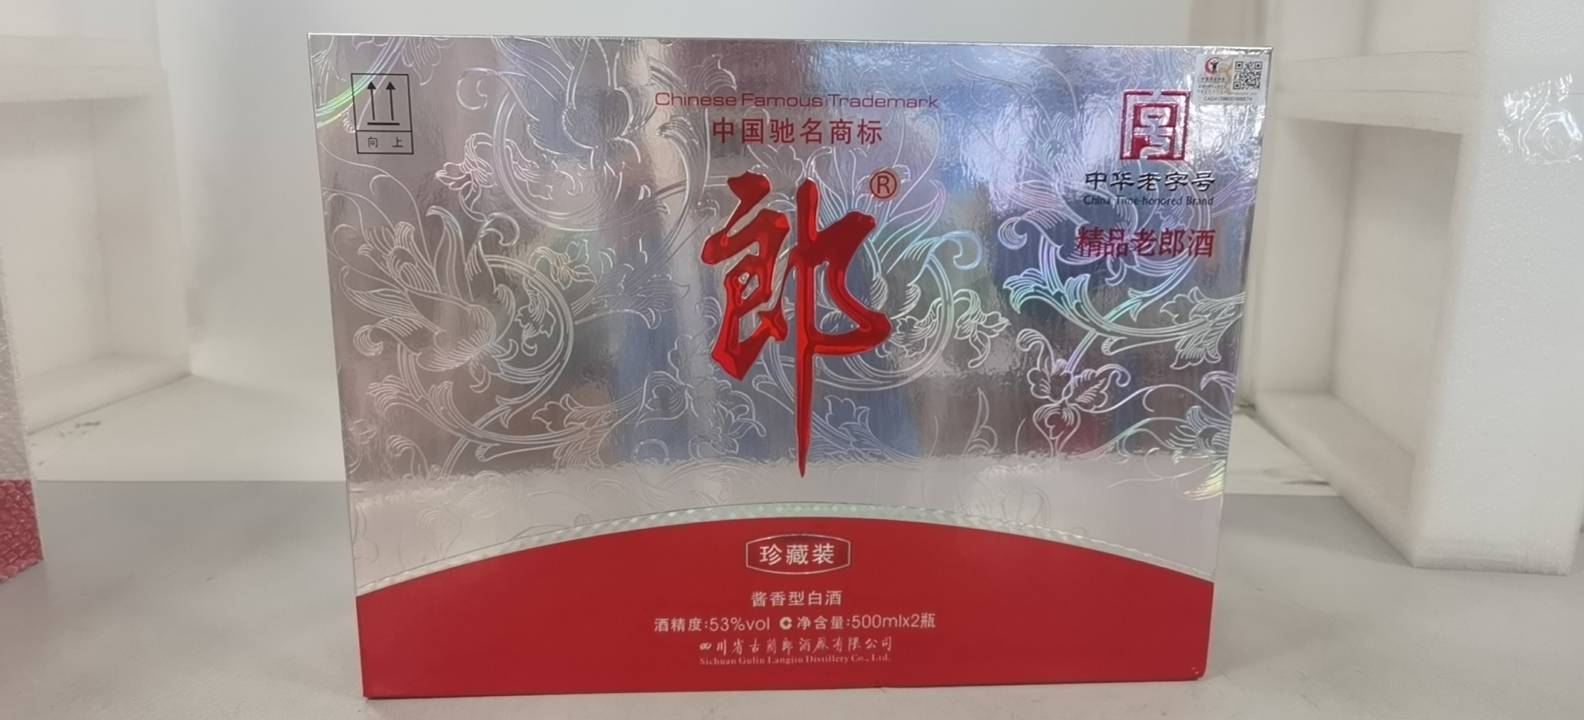 向 上
Chinese Famous Trademark
中国驰名商标
郎®
中华老字号
China Time-honored Brand
精品老郎酒
珍藏装
酱香型白酒
酒精度:53%vol 净含量:500mlx2瓶
四川省古蔺郎酒厂有限公司
Sichuan Gulin Langjiu Distillery Co., Ltd.